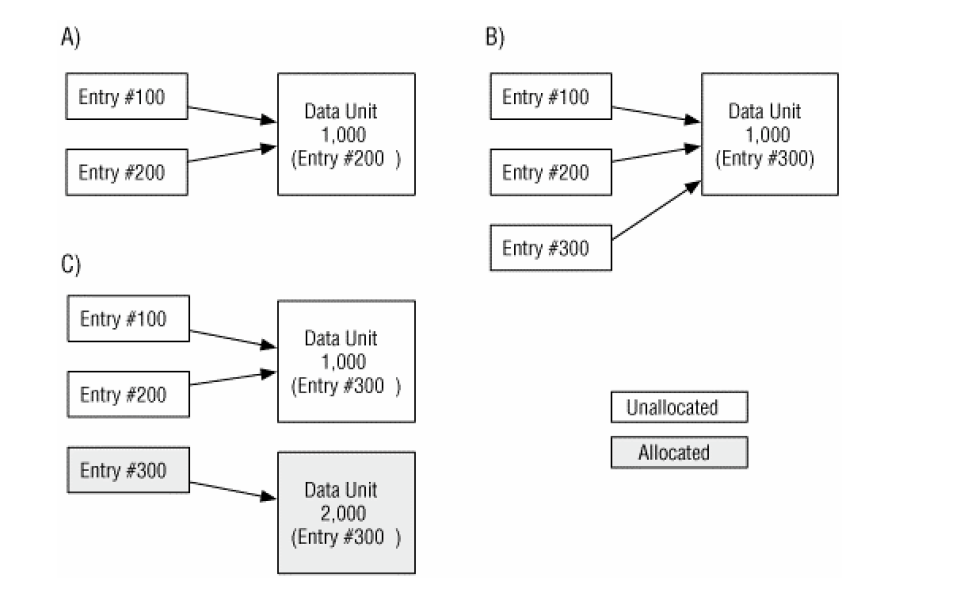 A)
Entry #100
Entry #200
Data Unit
1,000
(Entry #200 )
B)
Entry #100
Entry #200
Entry #300
Data Unit
1,000
(Entry #300)
C)
Entry #100
Entry #200
Entry #300
Data Unit
1,000
(Entry #300 )
Data Unit
2,000
(Entry #300 )
Unallocated
Allocated